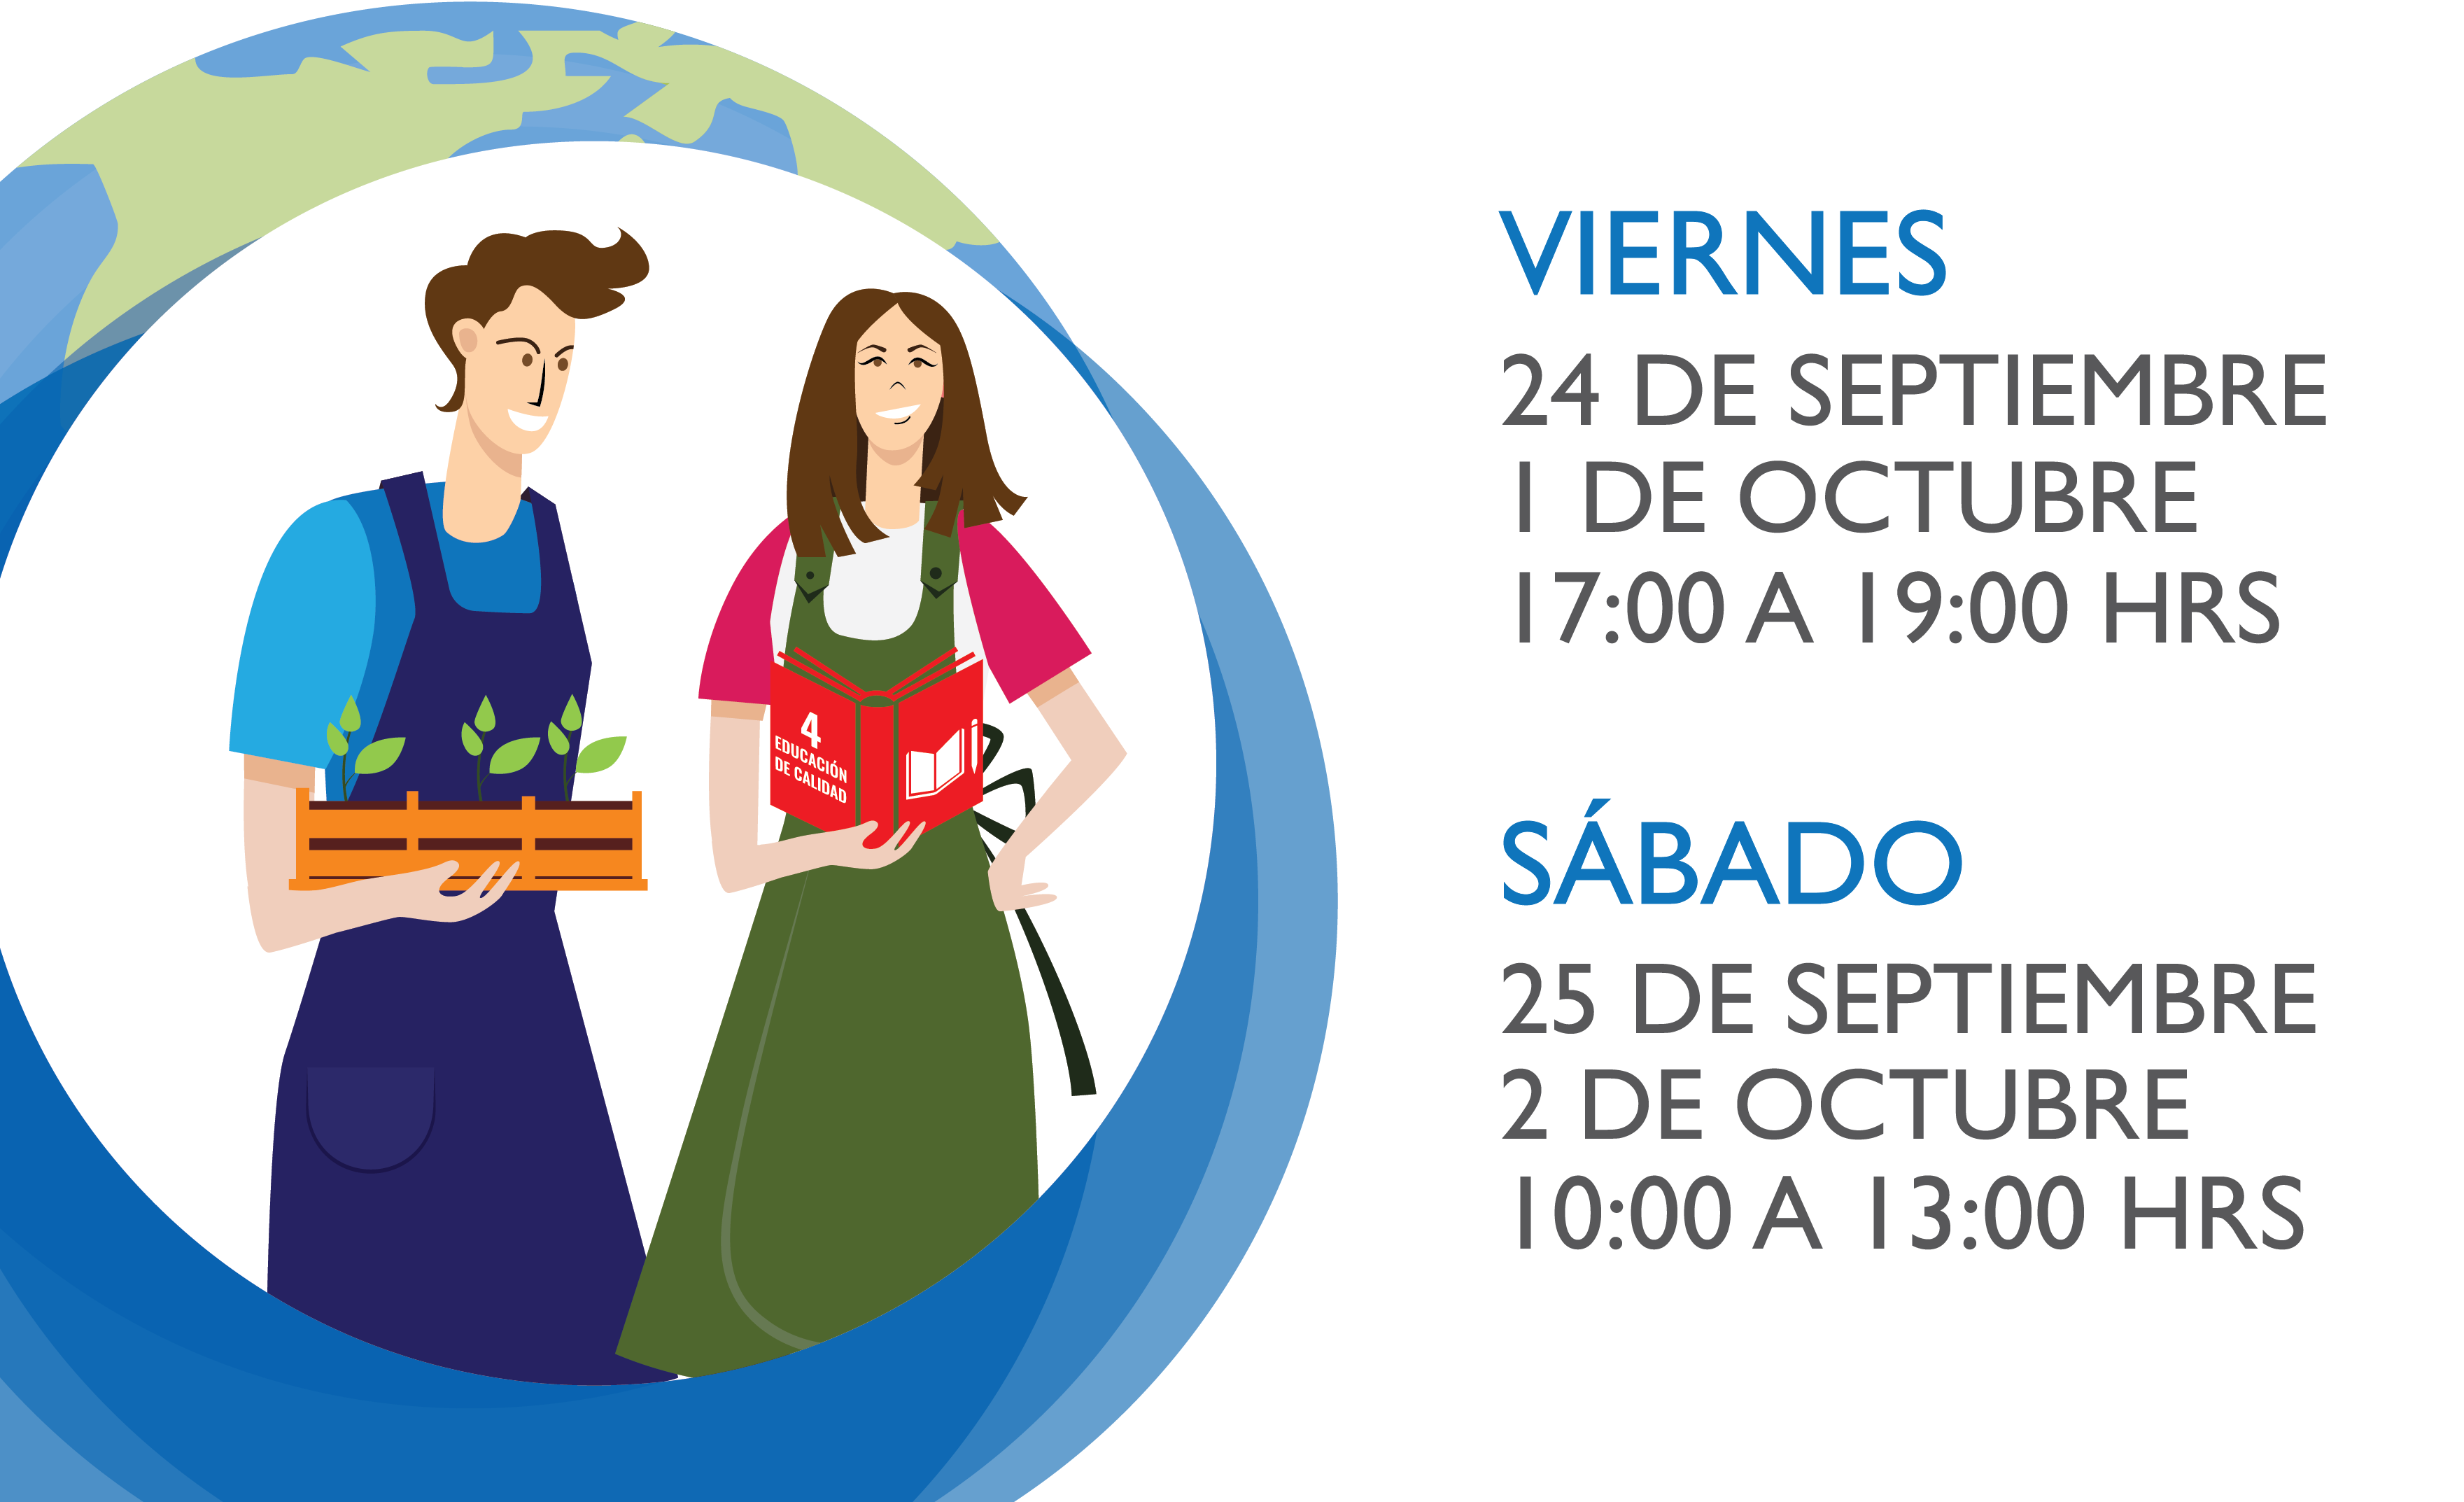 VIERNES
24 DE SEPTIEMBRE
1 DE OCTUBRE
17:00 A 19:00 HRS
SÁBADO
25 DE SEPTIEMBRE
2 DE OCTUBRE
10:00 A 13:00 HRS
4
EDUCACIÓN
DE CALIDAD